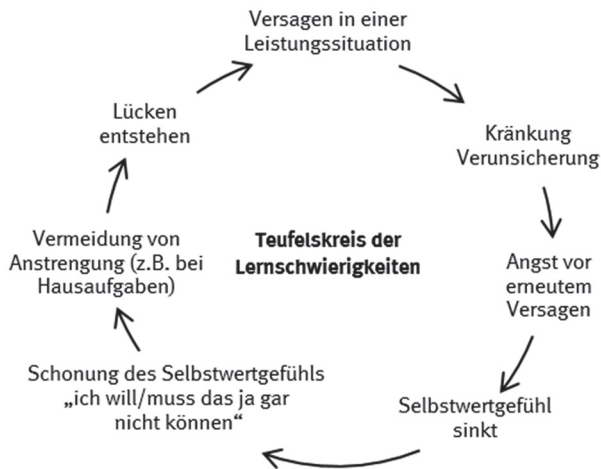 Versagen in einer
Leistungssituation
Kränkung
Verunsicherung
Angst vor
erneutem
Versagen
Selbstwertgefühl
sinkt
Schonung des Selbstwertgefühls
„ich will/muss das ja gar
nicht können“
Vermeidung von
Anstrengung (z.B. bei
Hausaufgaben)
Lücken
entstehen
Teufelskreis der
Lernschwierigkeiten